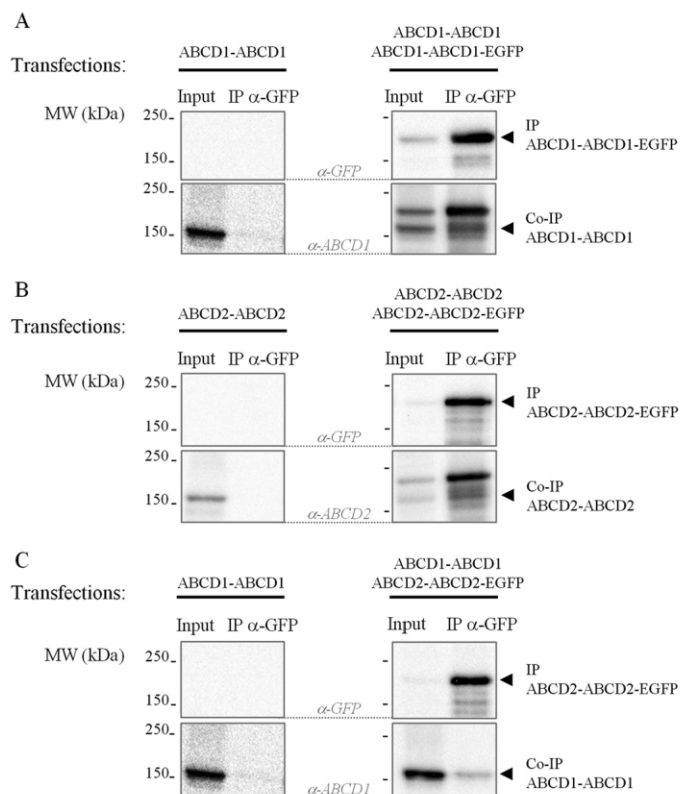 A
Transfections:
ABCD1-ABCD1
ABCD1-ABCD1
ABCD1-ABCD1-EGFP
Input IP α-GFP
Input IP α-GFP
MW (kDa)
250
150
α-GFP
IP
ABCD1-ABCD1-EGFP
250
150
α-ABCD1
Co-IP
ABCD1-ABCD1
B
Transfections:
ABCD2-ABCD2
ABCD2-ABCD2
ABCD2-ABCD2-EGFP
Input IP α-GFP
Input IP α-GFP
MW (kDa)
250
150
α-GFP
IP
ABCD2-ABCD2-EGFP
250
150
α-ABCD2
Co-IP
ABCD2-ABCD2
C
Transfections:
ABCD1-ABCD1
ABCD1-ABCD1
ABCD2-ABCD2-EGFP
Input IP α-GFP
Input IP α-GFP
MW (kDa)
250
150
α-GFP
IP
ABCD2-ABCD2-EGFP
250
150
α-ABCD1
Co-IP
ABCD1-ABCD1